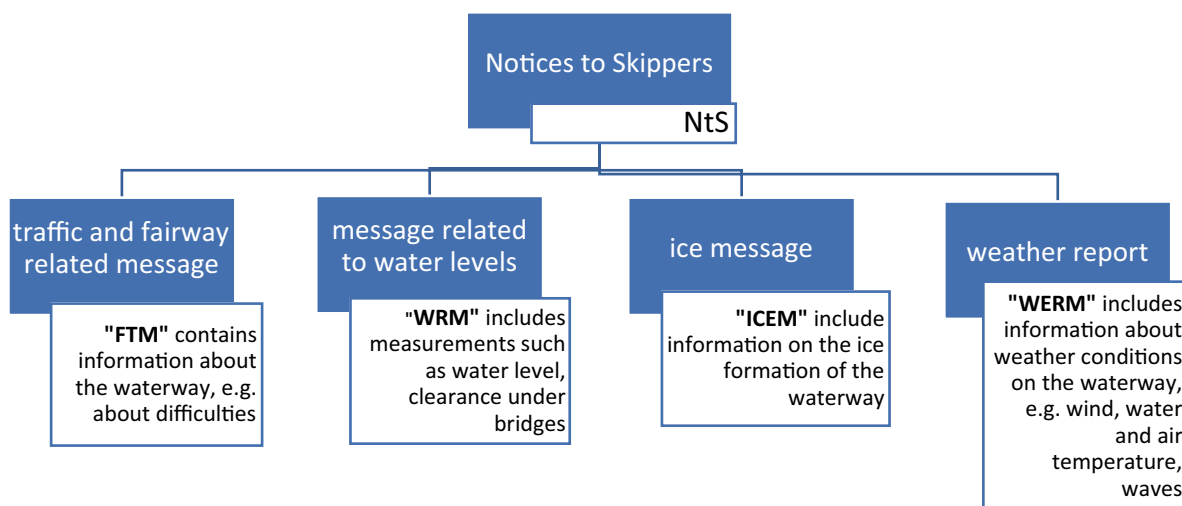 Notices to Skippers
NtS
traffic and fairway
related message
"FTM" contains
information about
the waterway, e.g.
about difficulties
message related
to water levels
"WRM" includes
measurements such
as water level,
clearance under
bridges
ice message
"ICEM" include
information on the ice
formation of the
waterway
weather report
"WERM" includes
information about
weather conditions
on the waterway,
e.g. wind, water
and air
temperature,
waves